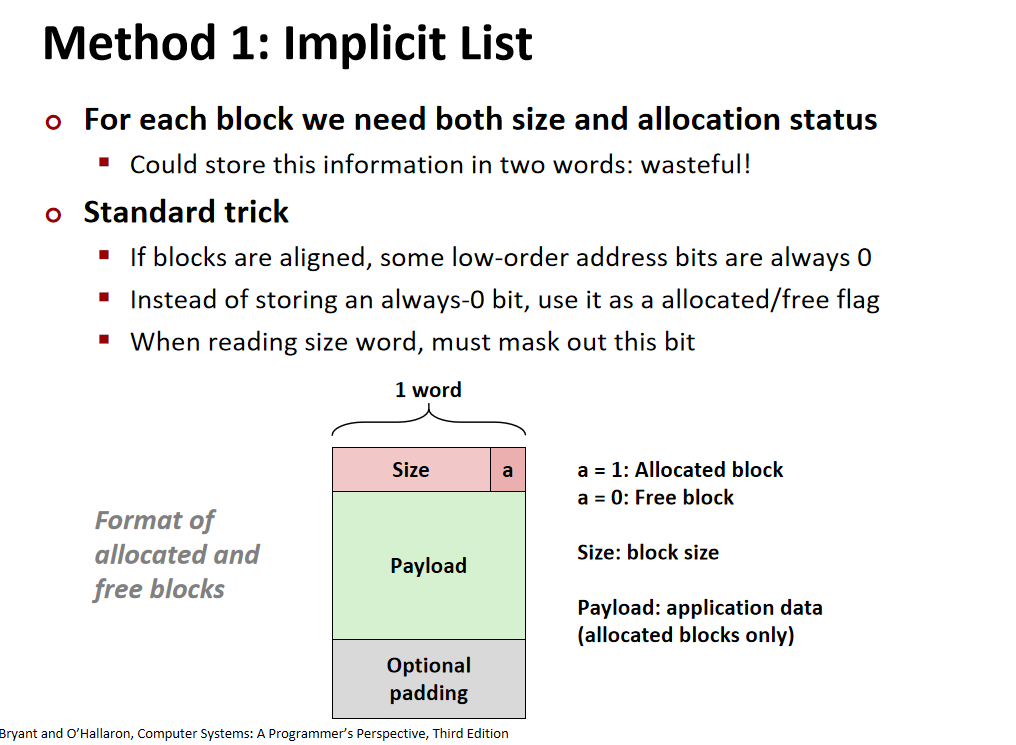 Method 1: Implicit List
For each block we need both size and allocation status
Could store this information in two words: wasteful!
Standard trick
If blocks are aligned, some low-order address bits are always 0
Instead of storing an always-0 bit, use it as a allocated/free flag
When reading size word, must mask out this bit
1 word
Size
a
Payload
Optional
padding
Format of
allocated and
free blocks
a = 1: Allocated block
a = 0: Free block
Size: block size
Payload: application data
(allocated blocks only)
Bryant and O’Hallaron, Computer Systems: A Programmer’s Perspective, Third Edition